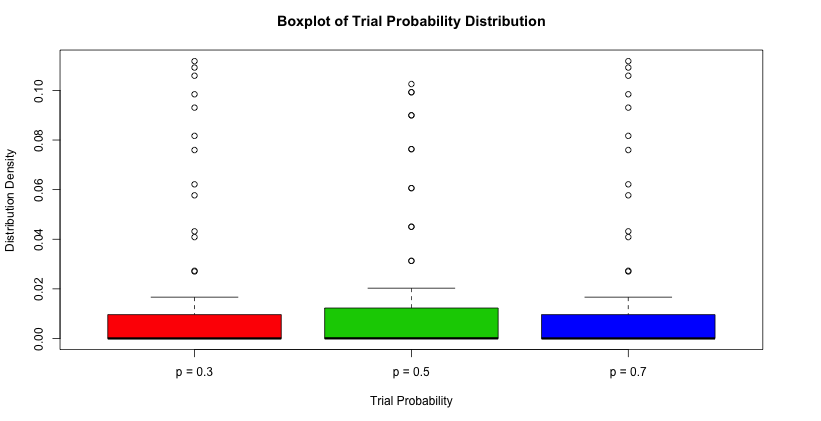 Boxplot of Trial Probability Distribution
Distribution Density
0.10
0.08
0.06
0.04
0.02
0.00
p = 0.3
p = 0.5
p = 0.7
Trial Probability